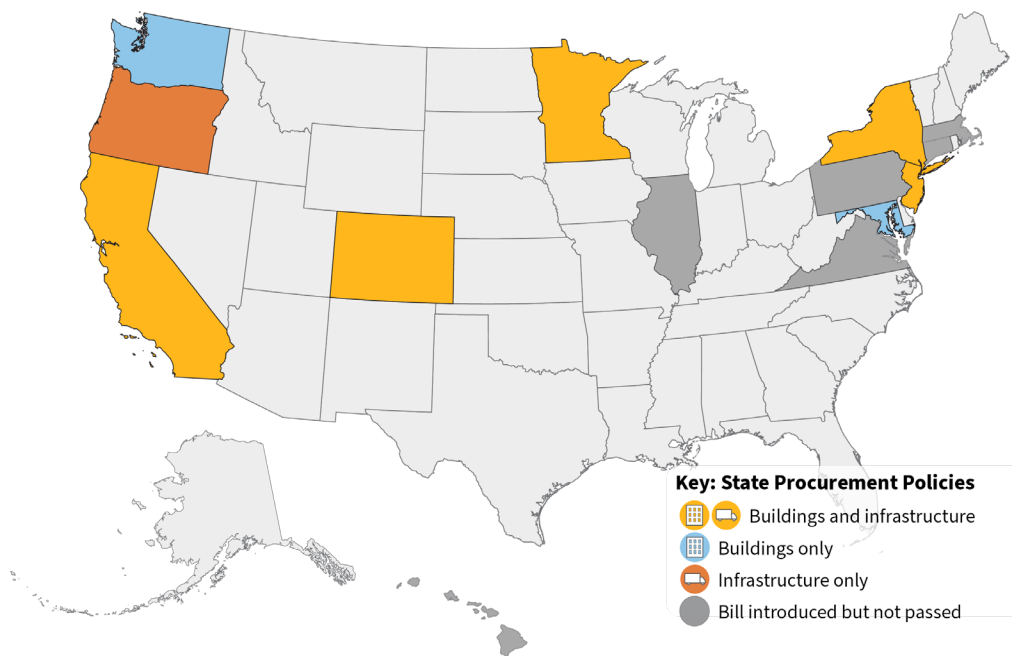 Key: State Procurement Policies
Buildings and infrastructure
Buildings only
Infrastructure only
Bill introduced but not passed